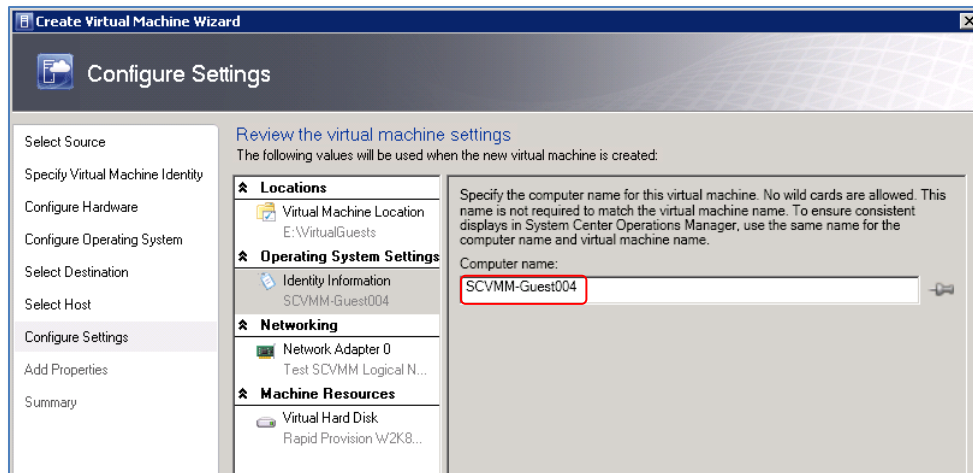 Create Virtual Machine Wizard
Configure Settings
Select Source
Specify Virtual Machine Identity
Configure Hardware
Configure Operating System
Select Destination
Select Host
Configure Settings
Add Properties
Summary
Review the virtual machine settings
The following values will be used when the new virtual machine is created:
Locations
Virtual Machine Location
E:\VirtualGuests
Operating System Settings
Identity Information
SCVMM-Guest004
Networking
Network Adapter 0
Test SCVMM Logical N...
Machine Resources
Virtual Hard Disk
Rapid Provision W2K8...
Specify the computer name for this virtual machine. No wild cards are allowed. This
name is not required to match the virtual machine name. To ensure consistent
displays in System Center Operations Manager, use the same name for the
computer name and virtual machine name.
Computer name:
SCVMM-Guest004